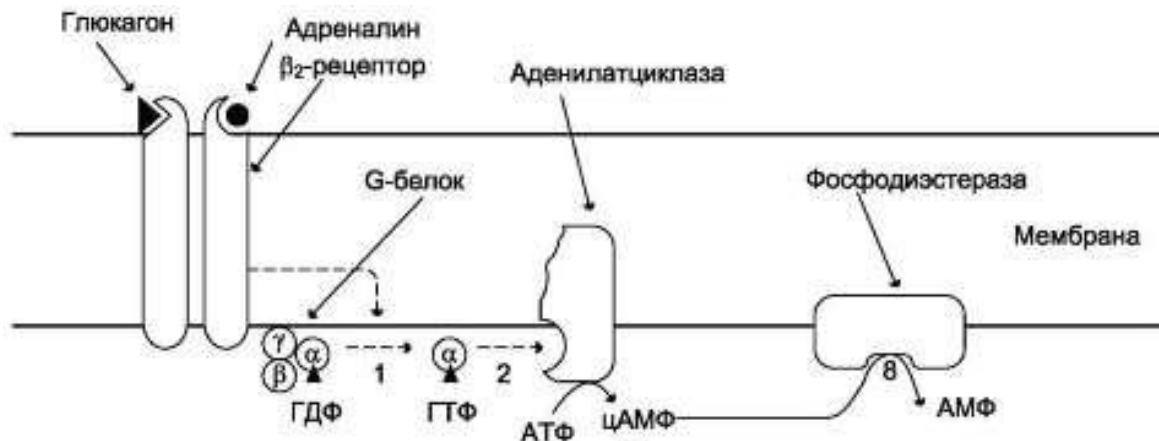 Глюкагон
Адреналин
β₂-рецептор
Аденилатциклаза
G-белок
Фосфодиэстераза
Мембрана
γ
α
β
α
1
2
8
ГДФ
ГТФ
АТФ
цАМФ
АМФ